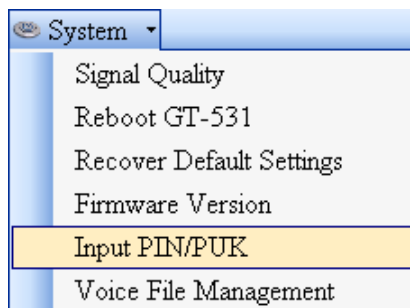 System
Signal Quality
Reboot GT-531
Recover Default Settings
Firmware Version
Input PIN/PUK
Voice File Management